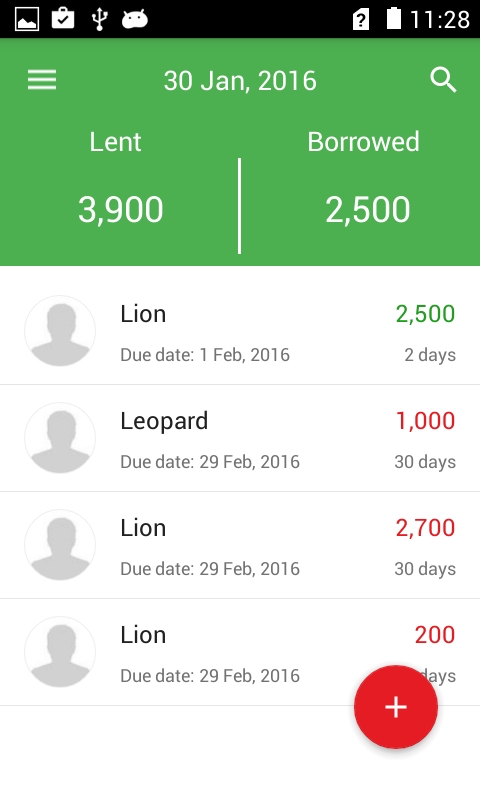 11:28
30 Jan, 2016
Lent
Borrowed
3,900
2,500
Lion
2,500
Due date: 1 Feb, 2016
2 days
Leopard
1,000
Due date: 29 Feb, 2016
30 days
Lion
2,700
Due date: 29 Feb, 2016
30 days
Lion
200
Due date: 29 Feb, 2016
days
+